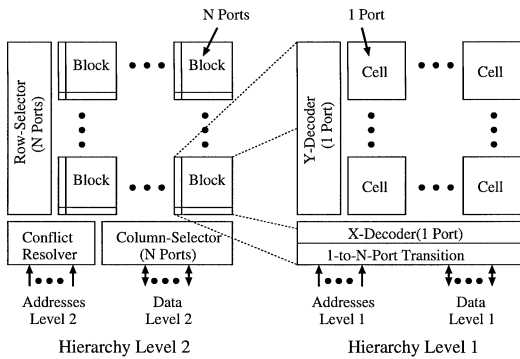 N Ports
1 Port
Row-Selector
(N Ports)
Block
Block
Block
Block
Y-Decoder
(1 Port)
Cell
Cell
Cell
Cell
Conflict
Resolver
Column-Selector
(N Ports)
X-Decoder(1 Port)
1-to-N-Port Transition
Addresses
Level 2
Data
Level 2
Addresses
Level 1
Data
Level 1
Hierarchy Level 2
Hierarchy Level 1